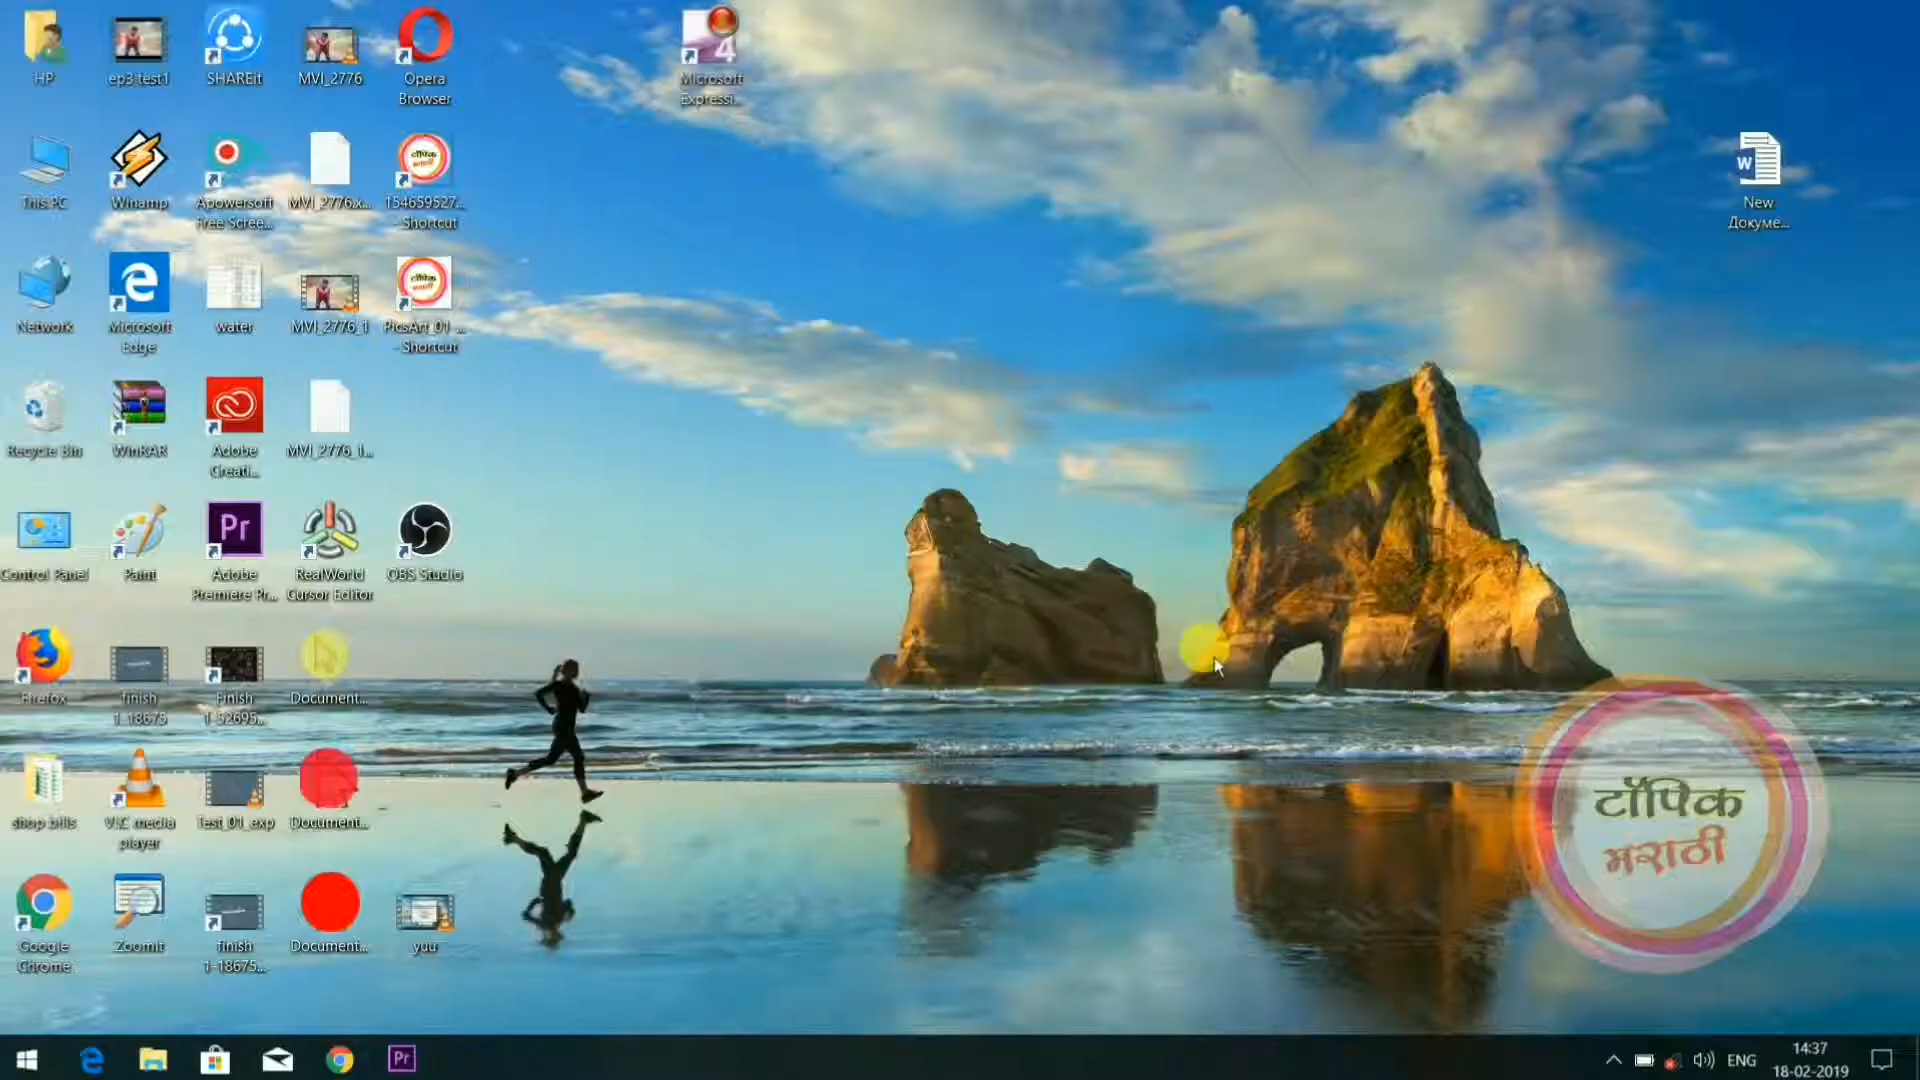 HP
ep3 test1
SHAREit
MVI_2776
Opera
Browser
Microsoft
Expressi...
This PC
Winamp
Apowersoft
Free Scree...
MVI_2776.x...
154659527...
- Shortcut
New
Докуме...
Network
Microsoft
Edge
water
MVI_2776_1
PicsArt_01-...
- Shortcut
Recycle Bin
WinRAR
Adobe
Creati...
MVI_2776_1...
Control Panel
Paint
Adobe
Premiere Pr...
RealWorld
Cursor Editor
OBS Studio
Firefox
finish
1-18675
Finish
1-52695...
Document...
shop bills
VLC media
player
Test_01_exp
Document...
टॉपिक
मराठी
Google
Chrome
ZoomIt
finish
1-18675...
Document...
yuu
ENG
14:37
18-02-2019